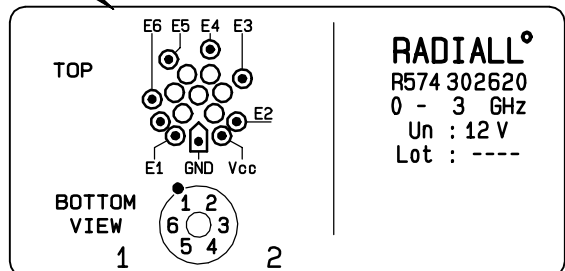 E6 E5 E4 E3
TOP
E2
E1 GND Vcc
BOTTOM
VIEW
1 2
6 3
5 4
1 2
RADIALL°
R574 302620
0 - 3 GHz
Un : 12 V
Lot : ----